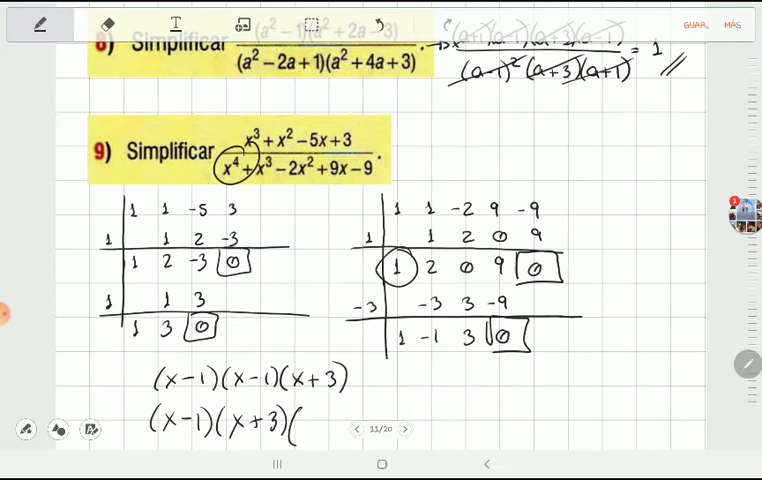 GUAR. MÁS
8) Simplificar (a² − 1)(a² + 2a − 3) / (a² − 2a + 1)(a² + 4a + 3) → (a+1)(a−1)(a+3)(a−1) / (a−1)² (a+3)(a+1) = 1 //
9) Simplificar x³ + x² − 5x + 3 / x⁴ + x³ − 2x² + 9x − 9 .
1 1 -5 3
1 1 2 -3
1 2 -3 0
1 1 3
1 3 0
1 1 -2 9 -9
1 1 2 0 9
1 2 0 9 0
-3 -3 3 -9
1 -1 3 0
(x−1)(x−1)(x+3)
(x−1)(x+3)(
11/20
1